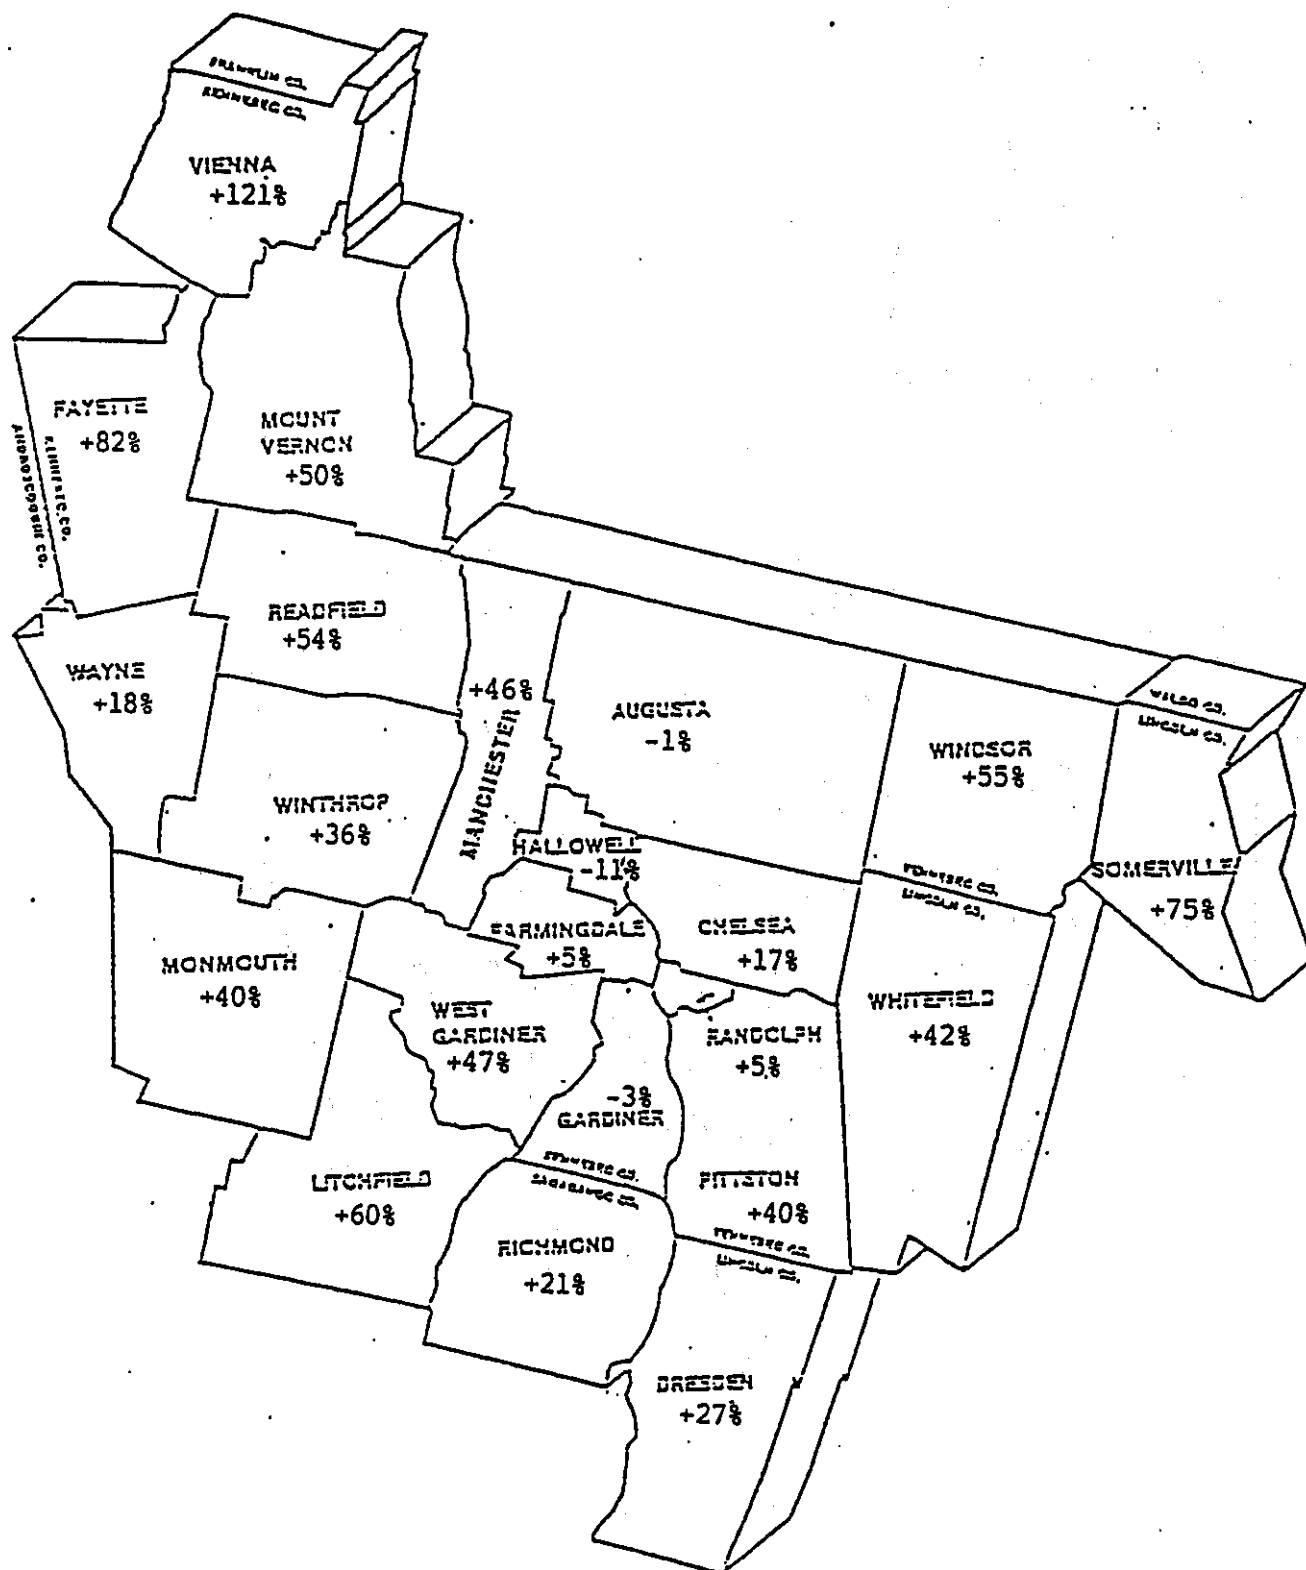 FRANKLIN CO.
KENNEBEC CO.
VIENNA
+121%
FAYETTE
+82%
KENNEBEC CO.
ANDROSCOGGIN CO.
MOUNT
VERNON
+50%
READFIELD
+54%
WAYNE
+18%
+46%
MANCHESTER
AUGUSTA
-1%
WINDSOR
+55%
WALDO CO.
LINCOLN CO.
WINTHROP
+36%
HALLOWELL
-11%
KENNEBEC CO.
LINCOLN CO.
SOMERVILLE
+75%
MONMOUTH
+40%
FARMINGDALE
+5%
CHELSEA
+17%
WEST
GARDINER
+47%
RANDOLPH
+5%
WHITEFIELD
+42%
-3%
GARDINER
KENNEBEC CO.
SAGADAHOC CO.
LITCHFIELD
+60%
PITTSTON
+40%
KENNEBEC CO.
LINCOLN CO.
RICHMOND
+21%
DRESDEN
+27%